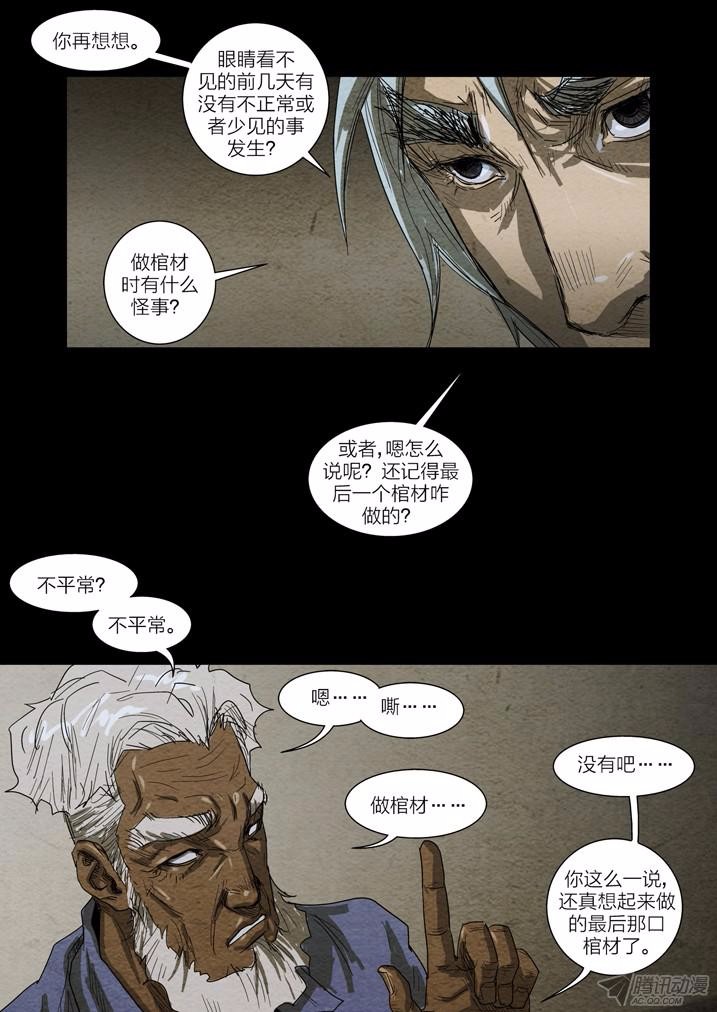 你再想想。
眼睛看不
见的前几天有
没有不正常或
者少见的事
发生？
做棺材
时有什么
怪事？
或者，嗯怎么
说呢？还记得最
后一个棺材咋
做的？
不平常？
不平常。
嗯……
嘶……
做棺材……
没有吧……
你这么一说，
还真想起来做
的最后那口
棺材了。
腾讯动漫
AC.QQ.COM